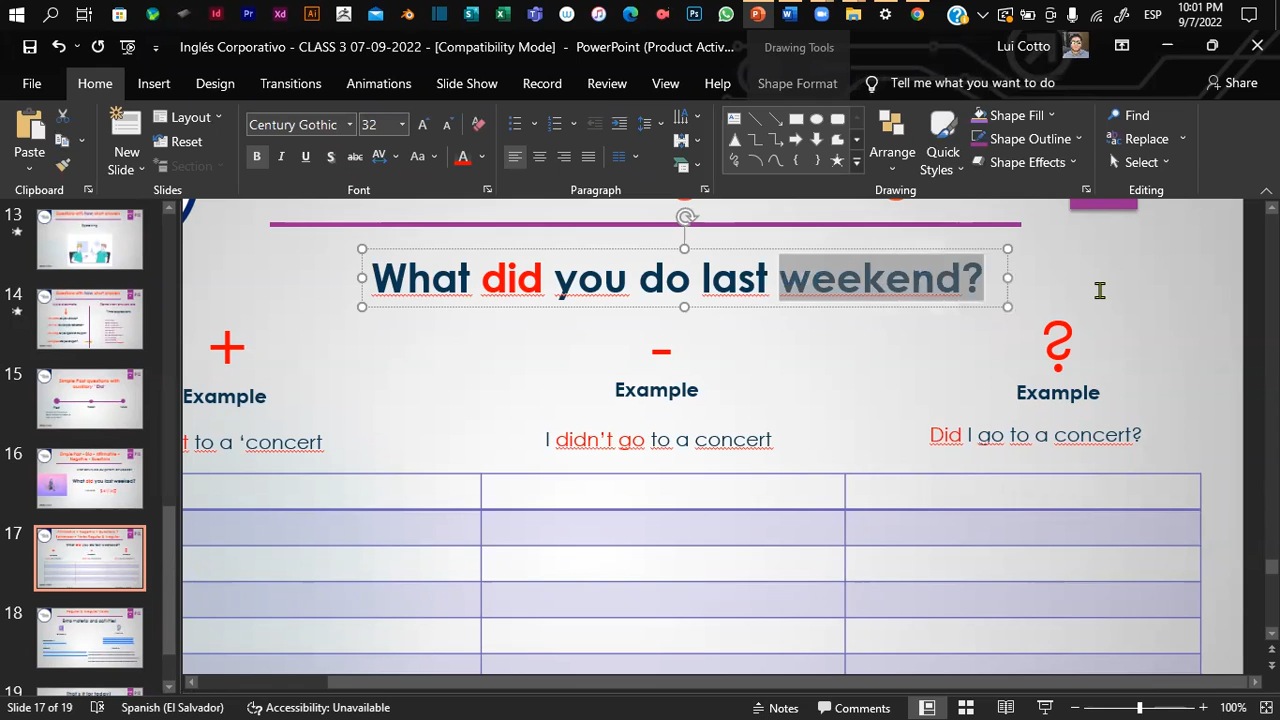 10:01 PM
ESP
9/7/2022
Inglés Corporativo - CLASS 3 07-09-2022 - [Compatibility Mode] - PowerPoint (Product Activ...
Drawing Tools
Lui Cotto
File
Home
Insert
Design
Transitions
Animations
Slide Show
Record
Review
View
Help
Shape Format
Tell me what you want to do
Share
Paste
Clipboard
New Slide
Layout
Reset
Section
Slides
Century Gothic
32
Font
Paragraph
Arrange
Quick Styles
Shape Fill
Shape Outline
Shape Effects
Drawing
Find
Replace
Select
Editing
13
14
15
16
17
18
19
What did you do last weekend?
+
-
?
Example
Example
Example
t to a ‘concert
I didn’t go to a concert
Did I go to a concert?
Slide 17 of 19
Spanish (El Salvador)
Accessibility: Unavailable
Notes
Comments
100%